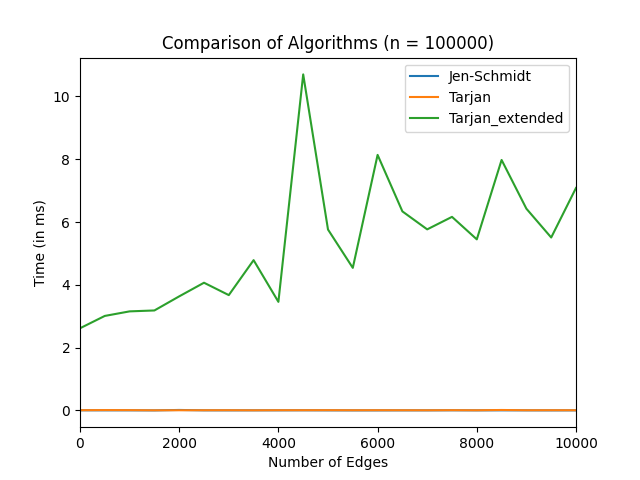 Comparison of Algorithms (n = 100000)
Jen-Schmidt
Tarjan
Tarjan_extended
10
8
6
4
2
0
Time (in ms)
0 2000 4000 6000 8000 10000
Number of Edges